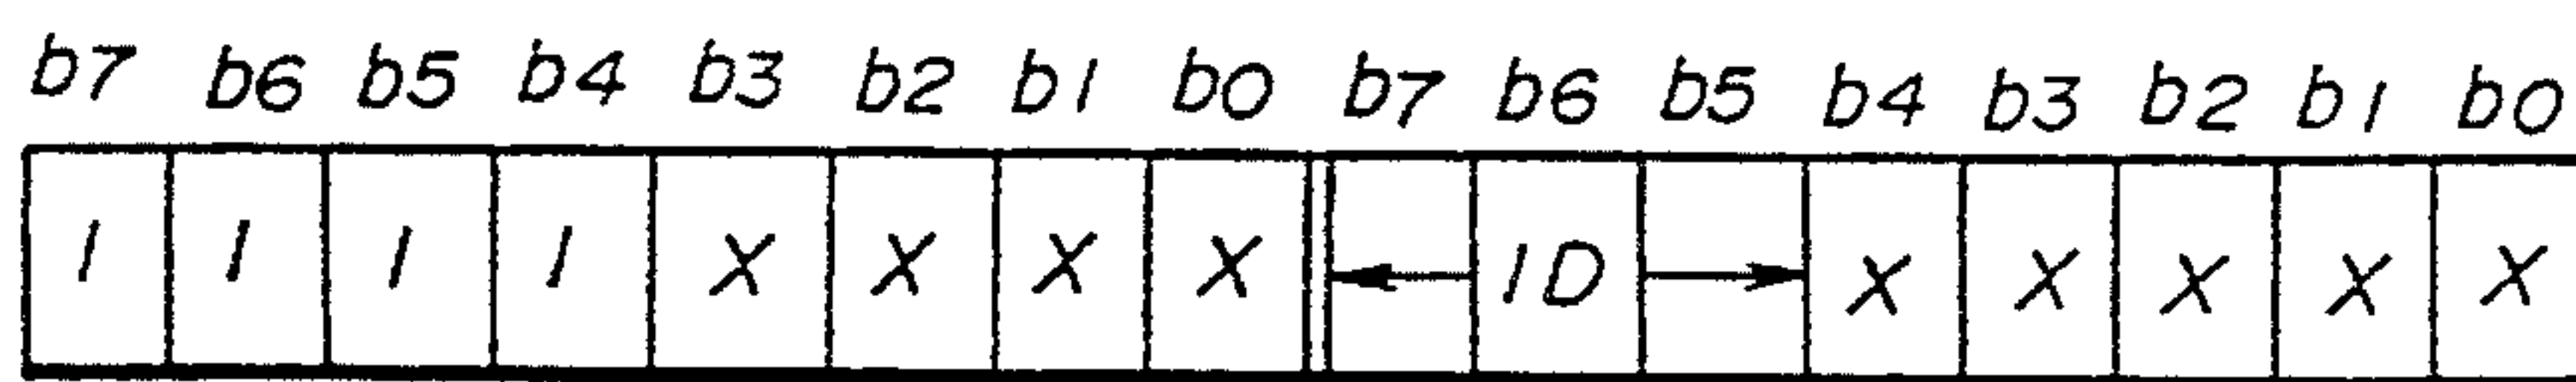 b7 b6 b5 b4 b3 b2 b1 b0 b7 b6 b5 b4 b3 b2 b1 b0
1 1 1 1 X X X X ID X X X X X